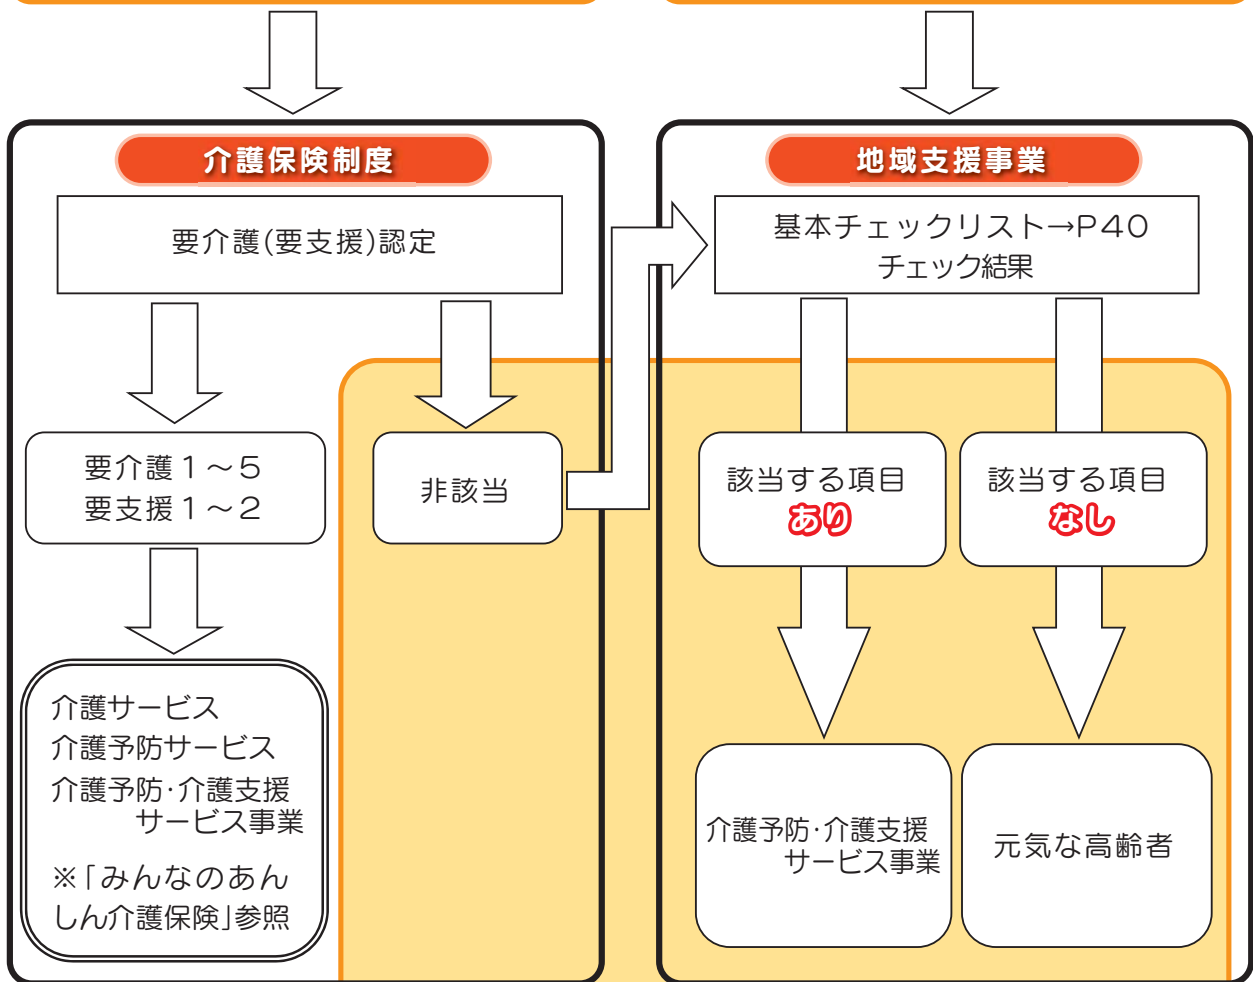 介護保険制度
要介護(要支援)認定
要介護1～5
要支援1～2
非該当
介護サービス
介護予防サービス
介護予防・介護支援
サービス事業
※「みんなのあん
しん介護保険」参照
地域支援事業
基本チェックリスト→P40
チェック結果
該当する項目
あり
該当する項目
なし
介護予防・介護支援
サービス事業
元気な高齢者